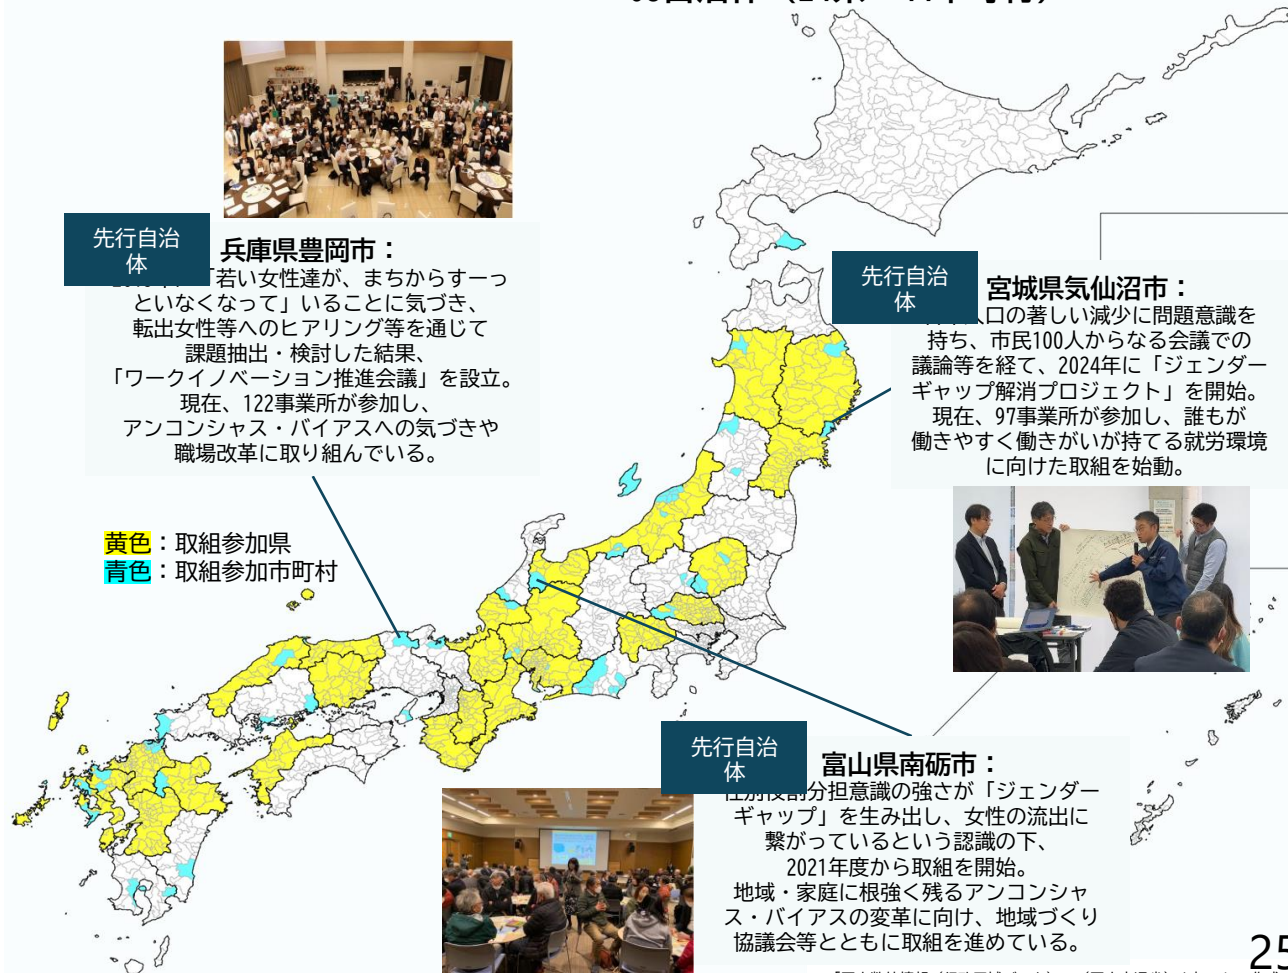 先行自治
体
兵庫県豊岡市：
「若い女性達が、まちからすーっ
といなくなって」いることに気づき、
転出女性等へのヒアリング等を通じて
課題抽出・検討した結果、
「ワークイノベーション推進会議」を設立。
現在、122事業所が参加し、
アンコンシャス・バイアスへの気づきや
職場改革に取り組んでいる。
先行自治
体
宮城県気仙沼市：
人口の著しい減少に問題意識を
持ち、市民100人からなる会議での
議論等を経て、2024年に「ジェンダー
ギャップ解消プロジェクト」を開始。
現在、97事業所が参加し、誰もが
働きやすく働きがいが持てる就労環境
に向けた取組を始動。
黄色：取組参加県
青色：取組参加市町村
先行自治
体
富山県南砺市：
性別役割分担意識の強さが「ジェンダー
ギャップ」を生み出し、女性の流出に
繋がっているという認識の下、
2021年度から取組を開始。
地域・家庭に根強く残るアンコンシャ
ス・バイアスの変革に向け、地域づくり
協議会等とともに取組を進めている。
25